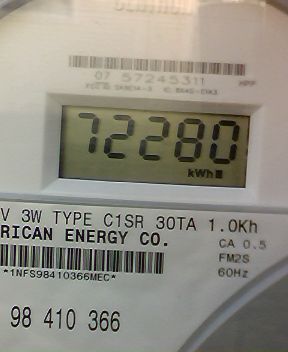 07 57245311
72280
kWh
V 3W TYPE C1SR 30TA 1.0Kh
RICAN ENERGY CO.
CA 0.5
FM2S
*1NFS98410366MEC*
60Hz
98 410 366